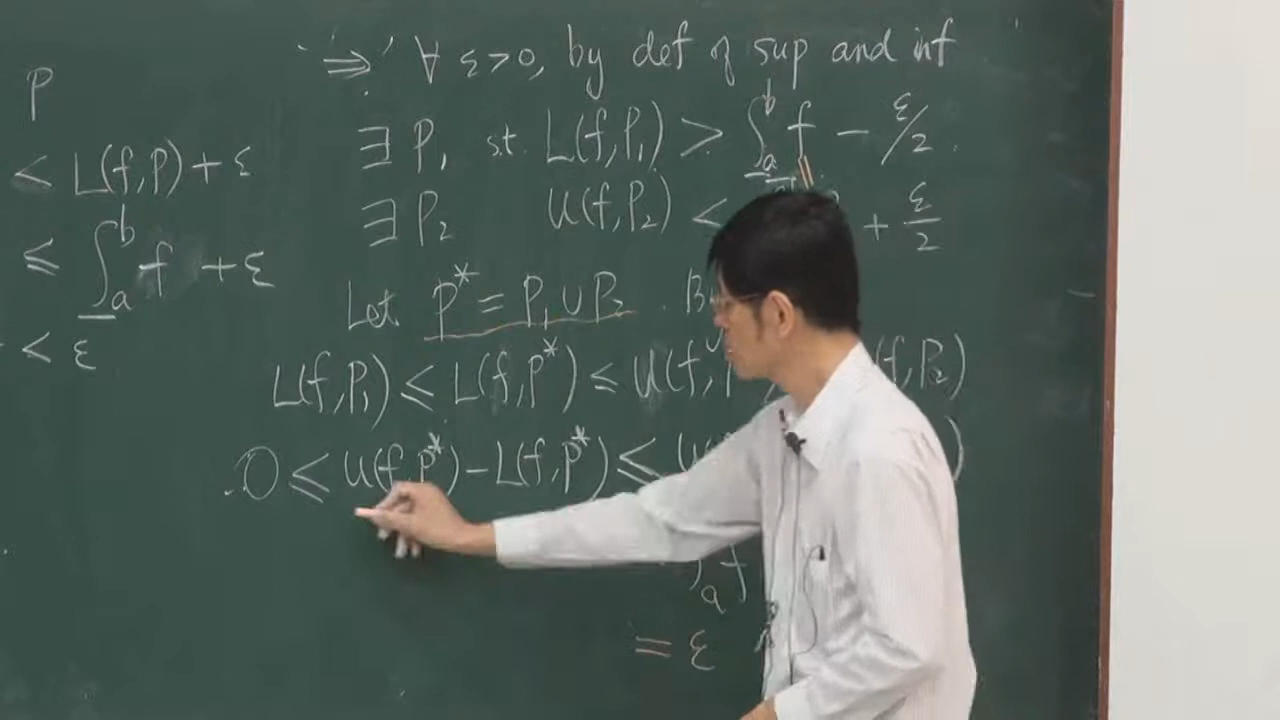 P
< L(f,P) + ε
≤ ∫_a^b f + ε
< ε
"⇒" ∀ ε>0, by def of sup and inf
∃ P₁ s.t. L(f,P₁) > ∫_a^b f − ε/2.
∃ P₂ U(f,P₂) < + ε/2
Let P* = P₁∪P₂.
L(f,P₁) ≤ L(f,P*) ≤ U(f,P (f,P₂)
0 ≤ U(f,P*) − L(f,P*) ≤ )
a f
= ε